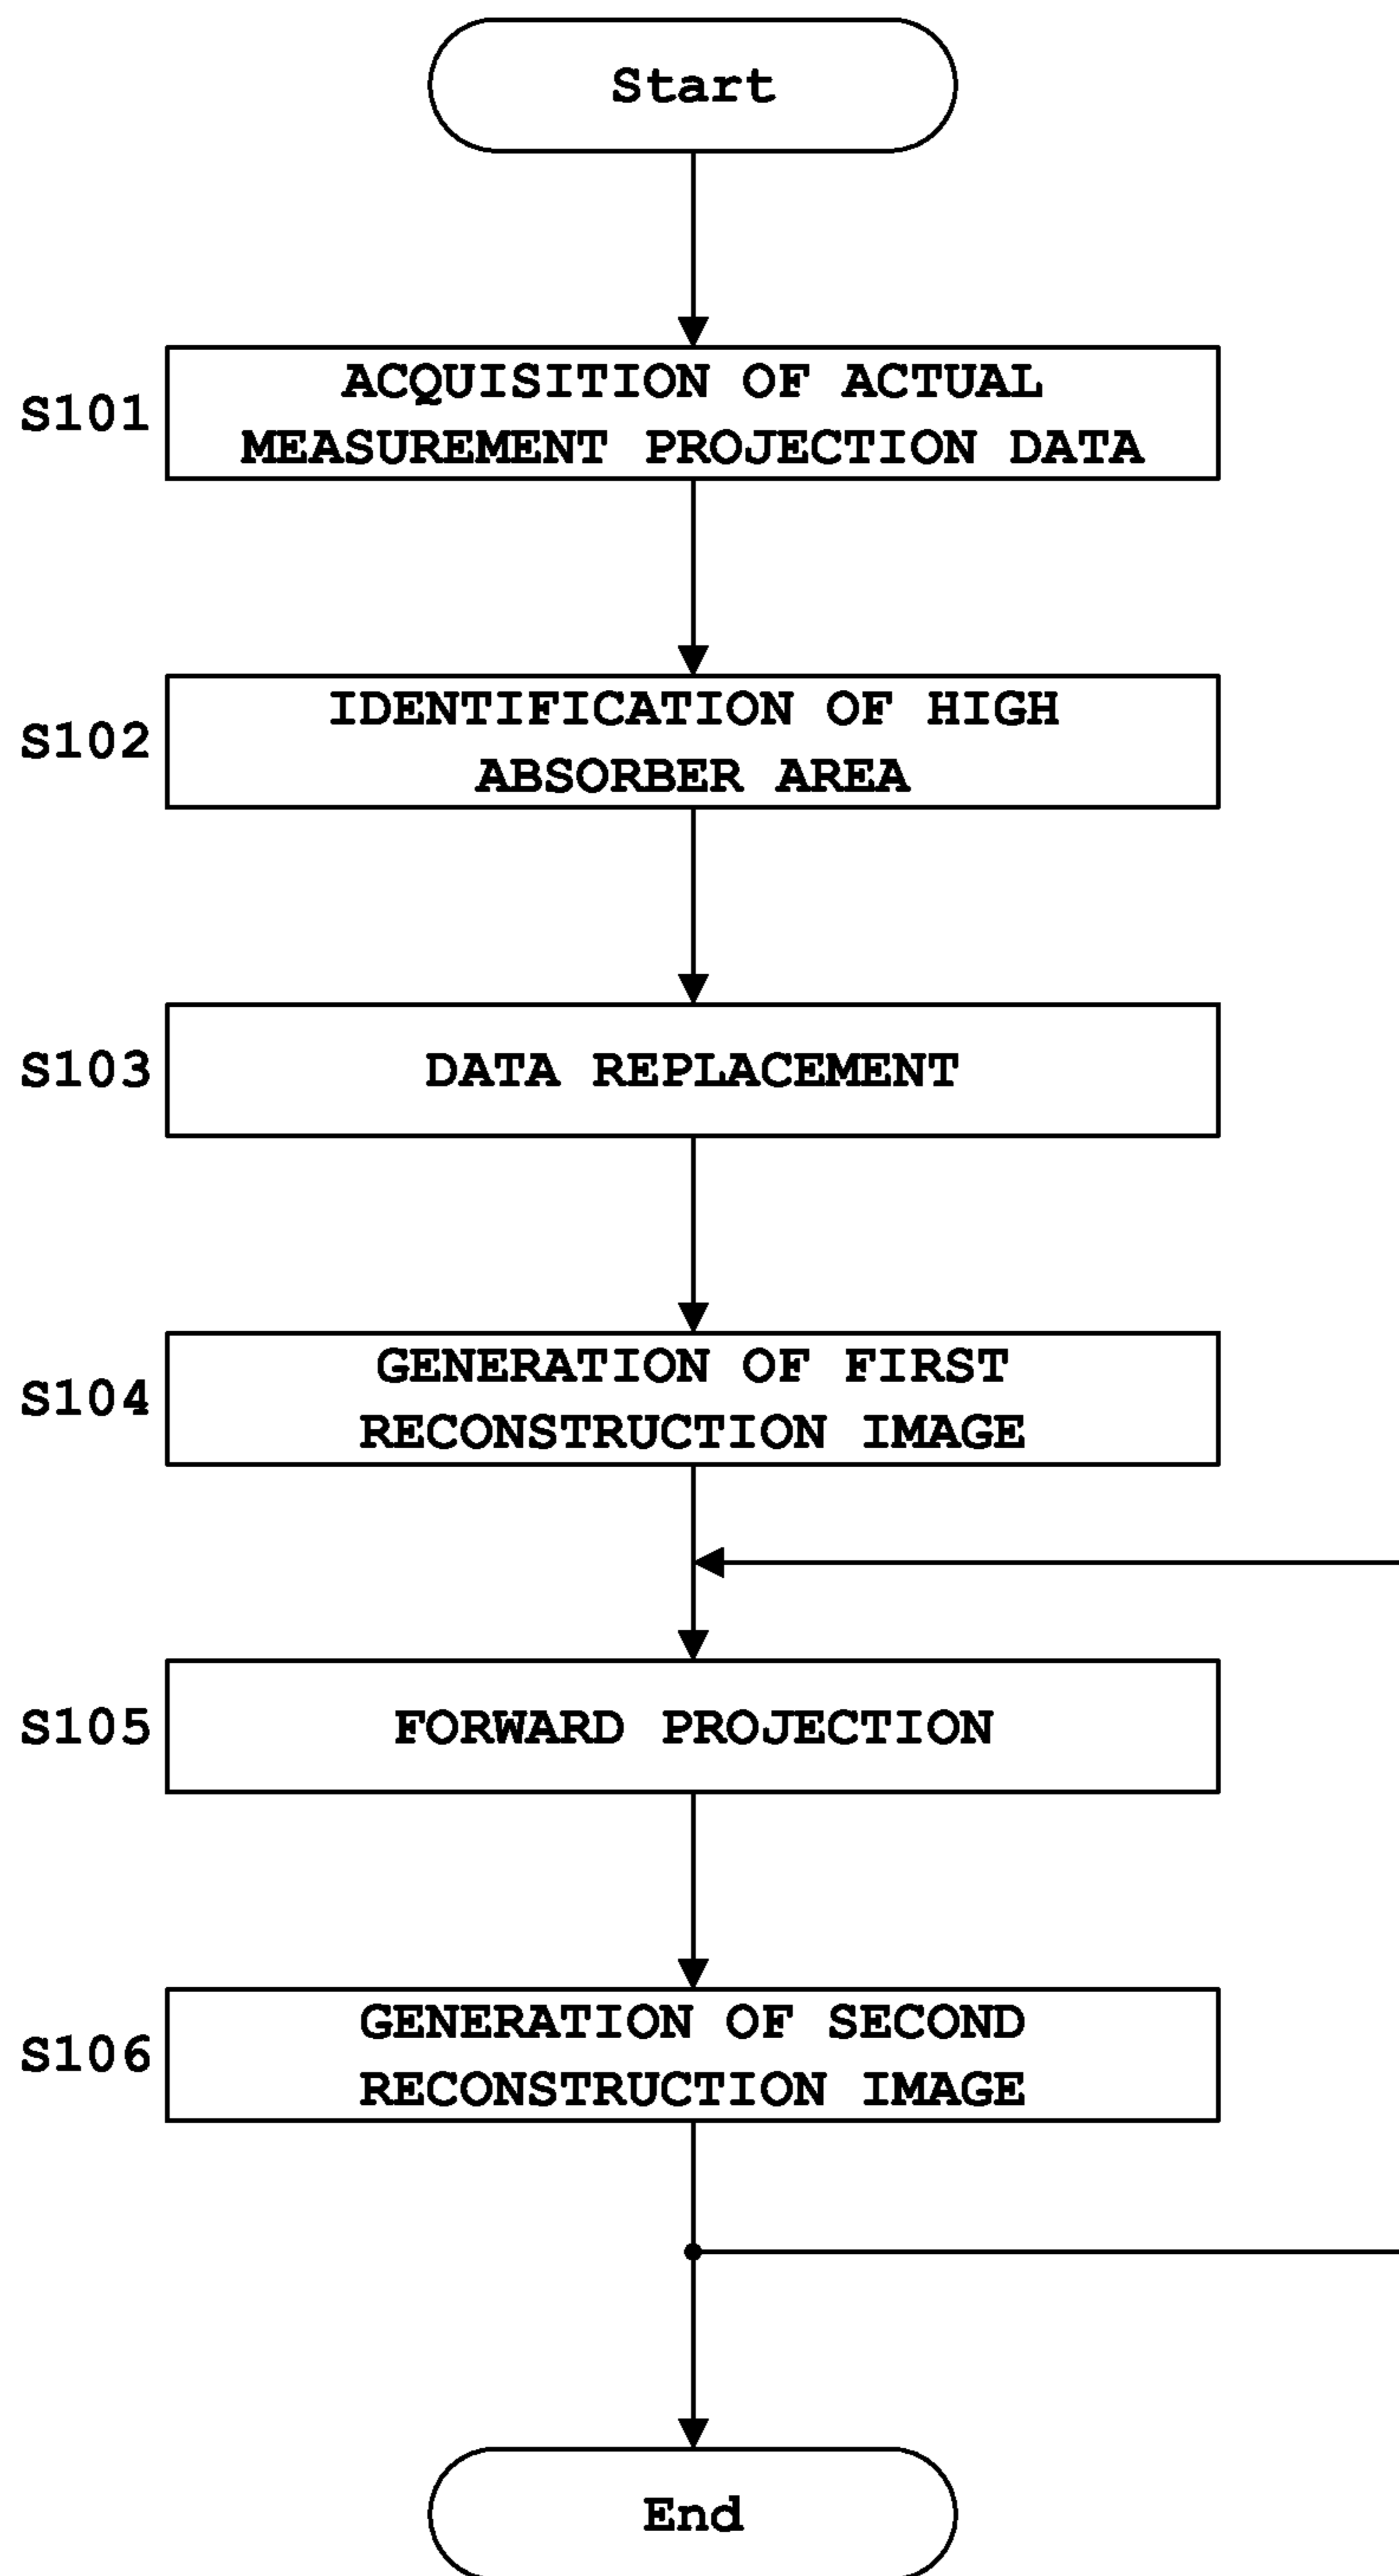 Start
S101
ACQUISITION OF ACTUAL
MEASUREMENT PROJECTION DATA
S102
IDENTIFICATION OF HIGH
ABSORBER AREA
S103
DATA REPLACEMENT
S104
GENERATION OF FIRST
RECONSTRUCTION IMAGE
S105
FORWARD PROJECTION
S106
GENERATION OF SECOND
RECONSTRUCTION IMAGE
End